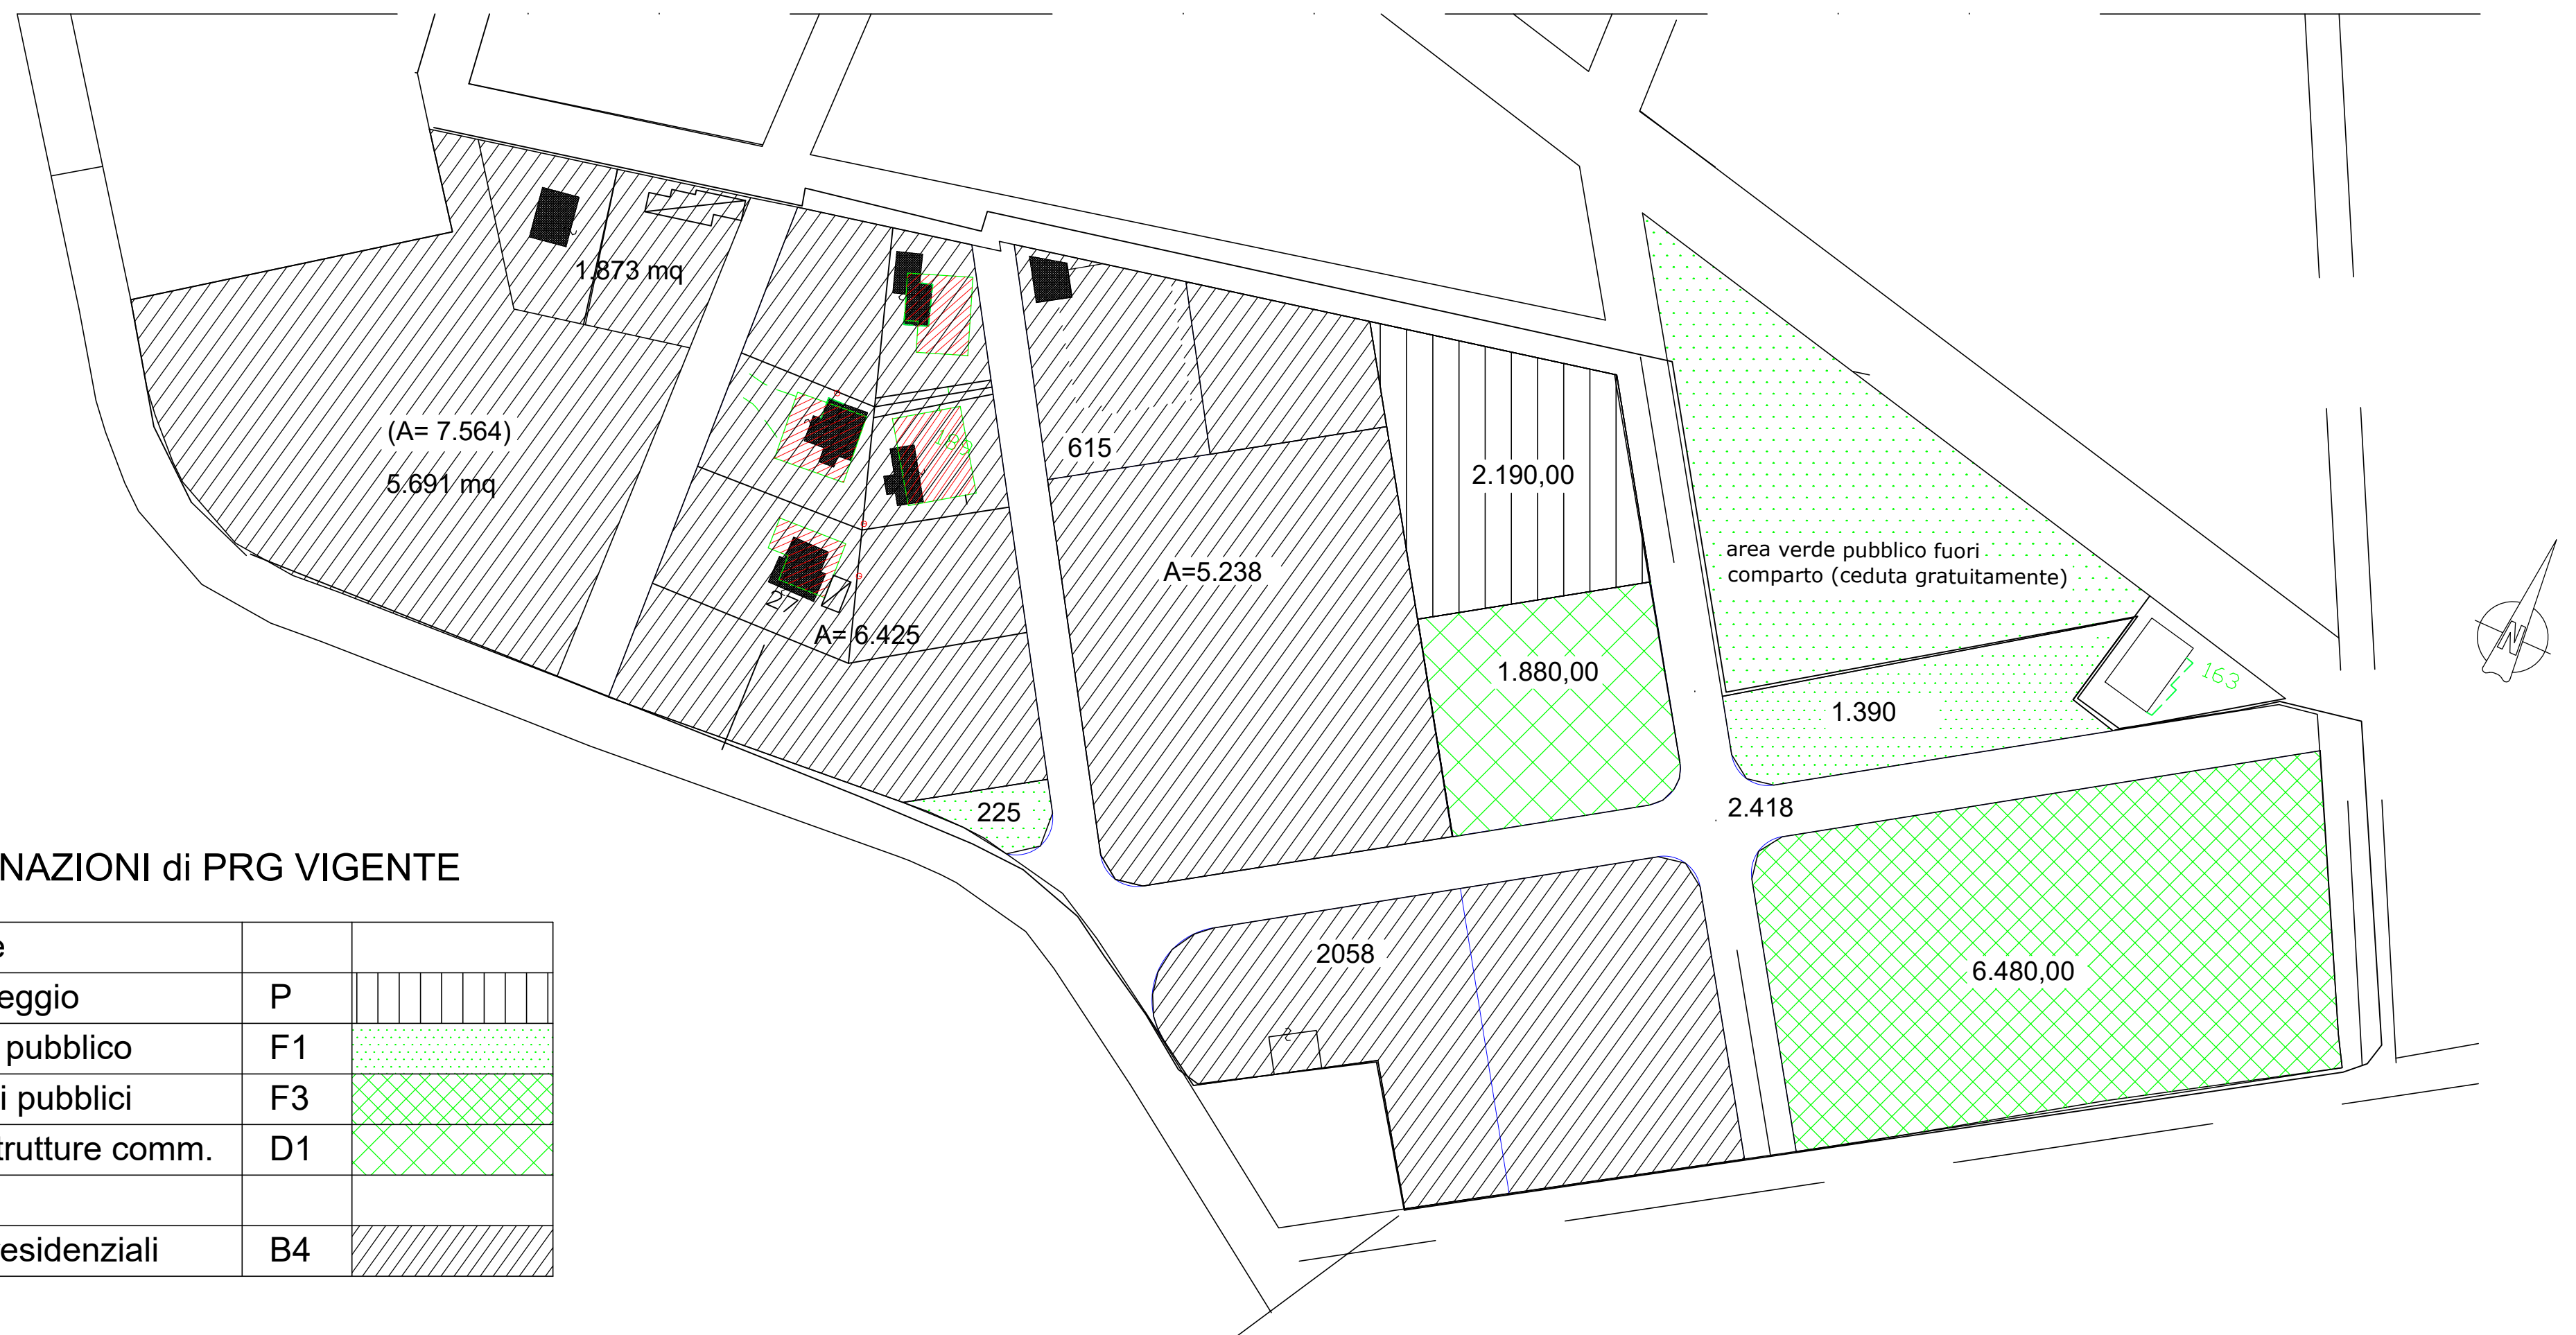 1.873 mq
(A= 7.564)
5.691 mq
189
615
2.190,00
A=5.238
area verde pubblico fuori
comparto (ceduta gratuitamente)
27
A= 6.425
1.880,00
163
N
1.390
225
2.418
NAZIONI di PRG VIGENTE
2058
6.480,00
e
eggio P
pubblico F1
i pubblici F3
trutture comm. D1
esidenziali B4